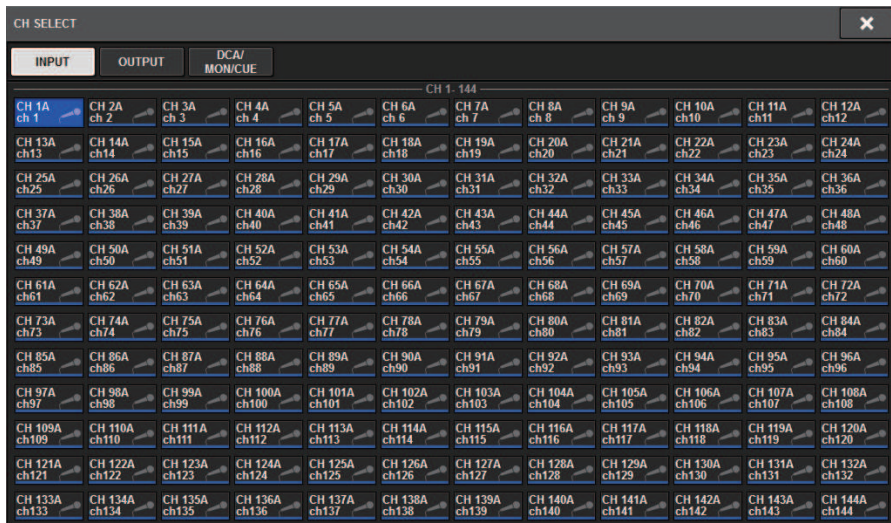 CH SELECT
INPUT OUTPUT DCA/
MON/CUE
CH 1- 144
CH 1A CH 2A CH 3A CH 4A CH 5A CH 6A CH 7A CH 8A CH 9A CH 10A CH 11A CH 12A
ch 1 ch 2 ch 3 ch 4 ch 5 ch 6 ch 7 ch 8 ch 9 ch10 ch11 ch12
CH 13A CH 14A CH 15A CH 16A CH 17A CH 18A CH 19A CH 20A CH 21A CH 22A CH 23A CH 24A
ch13 ch14 ch15 ch16 ch17 ch18 ch19 ch20 ch21 ch22 ch23 ch24
CH 25A CH 26A CH 27A CH 28A CH 29A CH 30A CH 31A CH 32A CH 33A CH 34A CH 35A CH 36A
ch25 ch26 ch27 ch28 ch29 ch30 ch31 ch32 ch33 ch34 ch35 ch36
CH 37A CH 38A CH 39A CH 40A CH 41A CH 42A CH 43A CH 44A CH 45A CH 46A CH 47A CH 48A
ch37 ch38 ch39 ch40 ch41 ch42 ch43 ch44 ch45 ch46 ch47 ch48
CH 49A CH 50A CH 51A CH 52A CH 53A CH 54A CH 55A CH 56A CH 57A CH 58A CH 59A CH 60A
ch49 ch50 ch51 ch52 ch53 ch54 ch55 ch56 ch57 ch58 ch59 ch60
CH 61A CH 62A CH 63A CH 64A CH 65A CH 66A CH 67A CH 68A CH 69A CH 70A CH 71A CH 72A
ch61 ch62 ch63 ch64 ch65 ch66 ch67 ch68 ch69 ch70 ch71 ch72
CH 73A CH 74A CH 75A CH 76A CH 77A CH 78A CH 79A CH 80A CH 81A CH 82A CH 83A CH 84A
ch73 ch74 ch75 ch76 ch77 ch78 ch79 ch80 ch81 ch82 ch83 ch84
CH 85A CH 86A CH 87A CH 88A CH 89A CH 90A CH 91A CH 92A CH 93A CH 94A CH 95A CH 96A
ch85 ch86 ch87 ch88 ch89 ch90 ch91 ch92 ch93 ch94 ch95 ch96
CH 97A CH 98A CH 99A CH 100A CH 101A CH 102A CH 103A CH 104A CH 105A CH 106A CH 107A CH 108A
ch97 ch98 ch99 ch100 ch101 ch102 ch103 ch104 ch105 ch106 ch107 ch108
CH 109A CH 110A CH 111A CH 112A CH 113A CH 114A CH 115A CH 116A CH 117A CH 118A CH 119A CH 120A
ch109 ch110 ch111 ch112 ch113 ch114 ch115 ch116 ch117 ch118 ch119 ch120
CH 121A CH 122A CH 123A CH 124A CH 125A CH 126A CH 127A CH 128A CH 129A CH 130A CH 131A CH 132A
ch121 ch122 ch123 ch124 ch125 ch126 ch127 ch128 ch129 ch130 ch131 ch132
CH 133A CH 134A CH 135A CH 136A CH 137A CH 138A CH 139A CH 140A CH 141A CH 142A CH 143A CH 144A
ch133 ch134 ch135 ch136 ch137 ch138 ch139 ch140 ch141 ch142 ch143 ch144